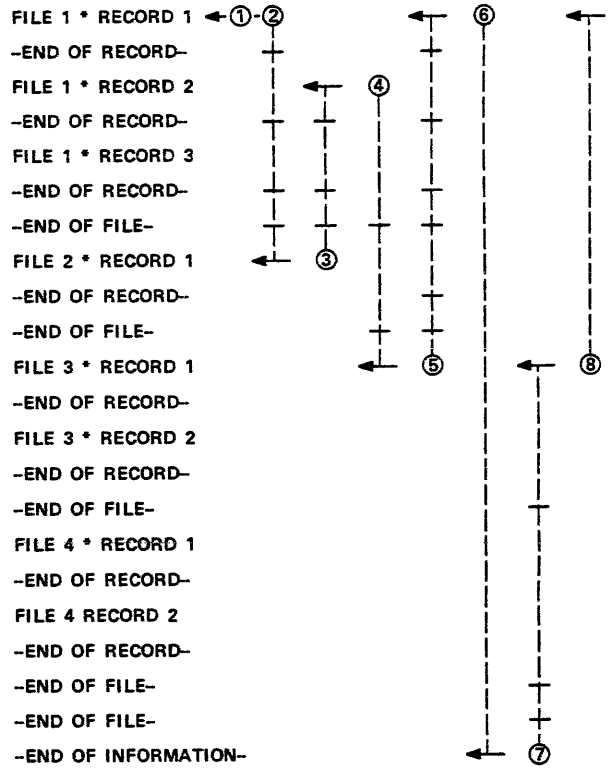 FILE 1 * RECORD 1 ①-② ⑥
–END OF RECORD–
FILE 1 * RECORD 2 ④
–END OF RECORD–
FILE 1 * RECORD 3
–END OF RECORD–
–END OF FILE–
FILE 2 * RECORD 1 ③
–END OF RECORD–
–END OF FILE–
FILE 3 * RECORD 1 ⑤ ⑧
–END OF RECORD–
FILE 3 * RECORD 2
–END OF RECORD–
–END OF FILE–
FILE 4 * RECORD 1
–END OF RECORD–
FILE 4 RECORD 2
–END OF RECORD–
–END OF FILE–
–END OF FILE–
–END OF INFORMATION– ⑦